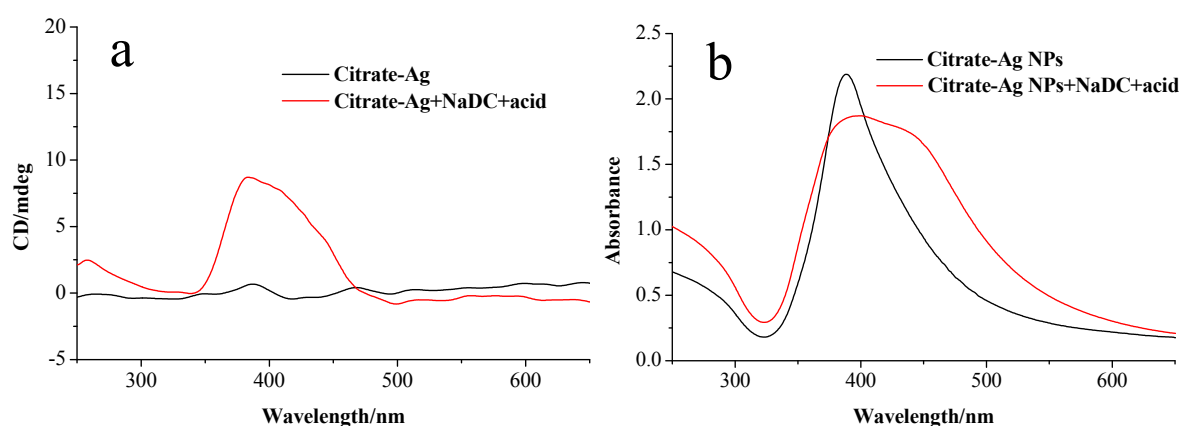 a
20
15
10
5
0
-5
CD/mdeg
Citrate-Ag
Citrate-Ag+NaDC+acid
300
400
500
600
Wavelength/nm
b
2.5
2.0
1.5
1.0
0.5
0.0
Absorbance
Citrate-Ag NPs
Citrate-Ag NPs+NaDC+acid
300
400
500
600
Wavelength/nm